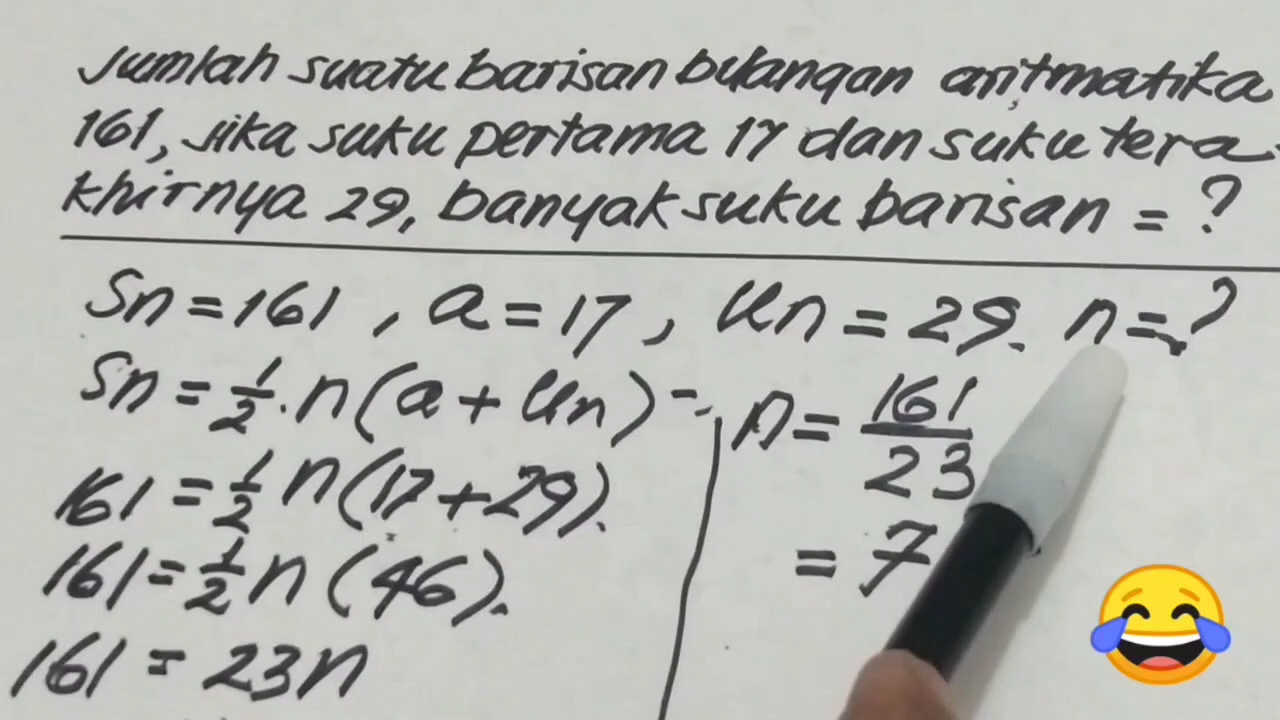 Jumlah suatu barisan bilangan aritmatika
161, jika suku pertama 17 dan suku tera-
khirnya 29, banyak suku barisan = ?
Sn = 161 , a = 17 , Un = 29. n = ?
Sn = 1/2 . n (a + Un) -
161 = 1/2 n (17 + 29).
161 = 1/2 n (46).
161 = 23n
n = 161/23
= 7